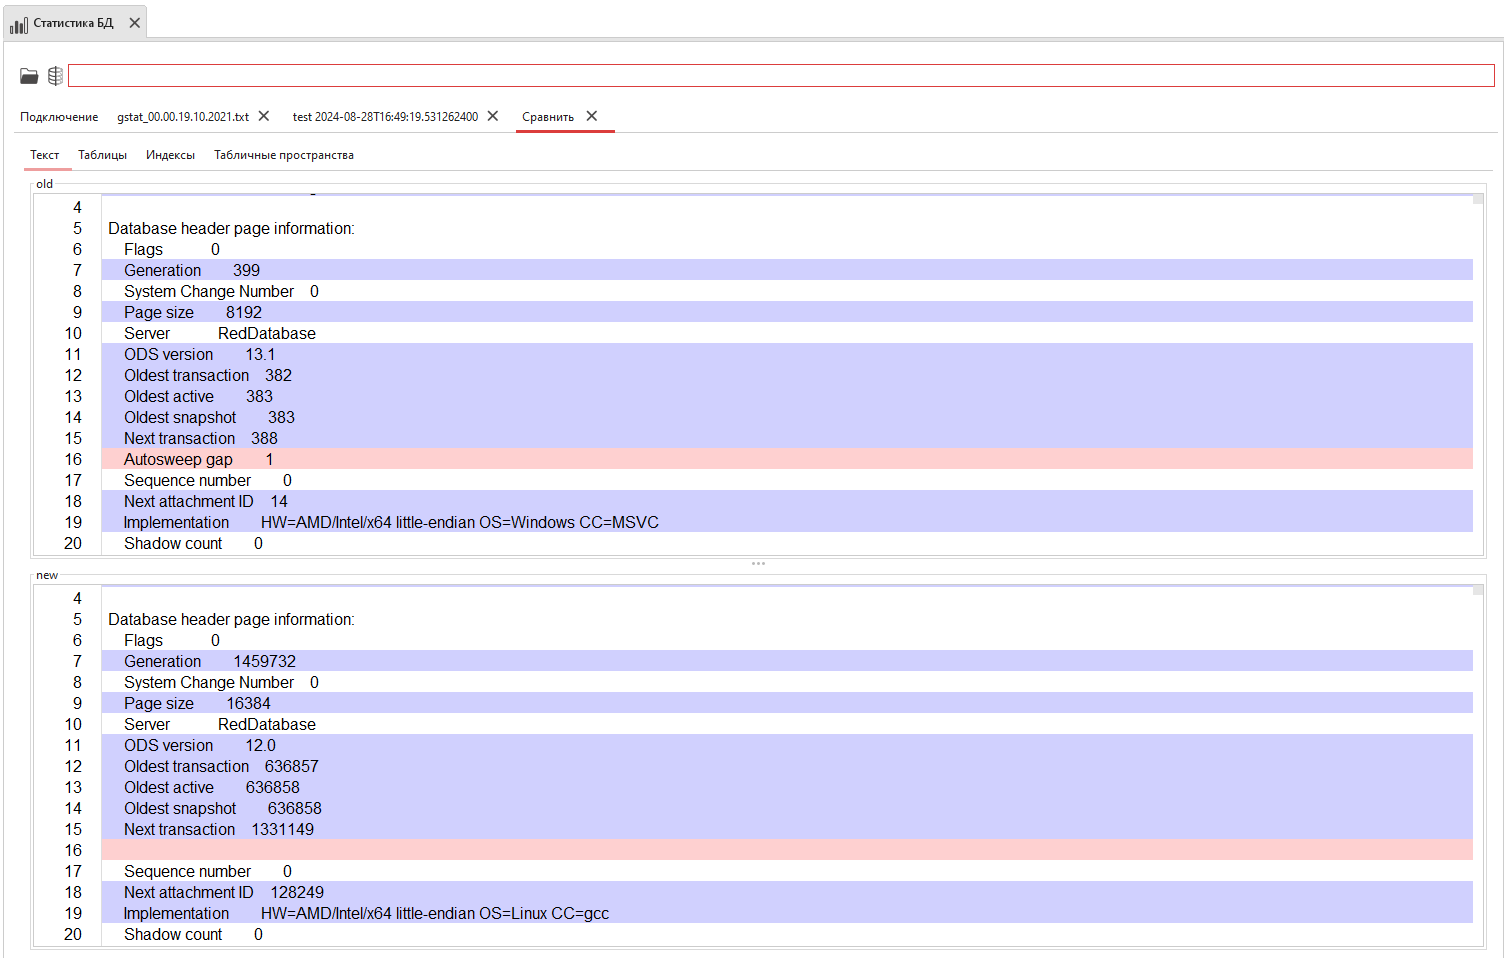 Статистика БД
Подключение gstat_00.00.19.10.2021.txt test 2024-08-28T16:49:19.531262400 Сравнить
Текст Таблицы Индексы Табличные пространства
old
4
5 Database header page information:
6 Flags 0
7 Generation 399
8 System Change Number 0
9 Page size 8192
10 Server RedDatabase
11 ODS version 13.1
12 Oldest transaction 382
13 Oldest active 383
14 Oldest snapshot 383
15 Next transaction 388
16 Autosweep gap 1
17 Sequence number 0
18 Next attachment ID 14
19 Implementation HW=AMD/Intel/x64 little-endian OS=Windows CC=MSVC
20 Shadow count 0
new
4
5 Database header page information:
6 Flags 0
7 Generation 1459732
8 System Change Number 0
9 Page size 16384
10 Server RedDatabase
11 ODS version 12.0
12 Oldest transaction 636857
13 Oldest active 636858
14 Oldest snapshot 636858
15 Next transaction 1331149
16
17 Sequence number 0
18 Next attachment ID 128249
19 Implementation HW=AMD/Intel/x64 little-endian OS=Linux CC=gcc
20 Shadow count 0